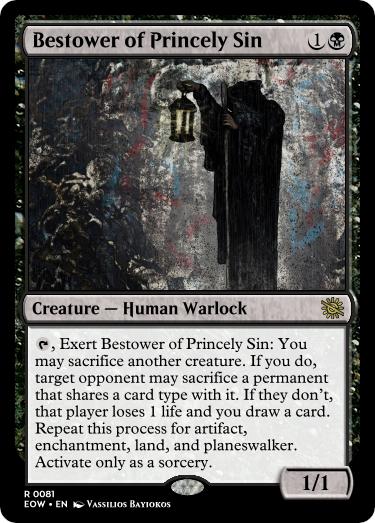 Bestower of Princely Sin 1
Creature — Human Warlock
, Exert Bestower of Princely Sin: You
may sacrifice another creature. If you do,
target opponent may sacrifice a permanent
that shares a card type with it. If they don't,
that player loses 1 life and you draw a card.
Repeat this process for artifact,
enchantment, land, and planeswalker.
Activate only as a sorcery.
1/1
R 0081
EOW • EN Vassilios Bayiokos